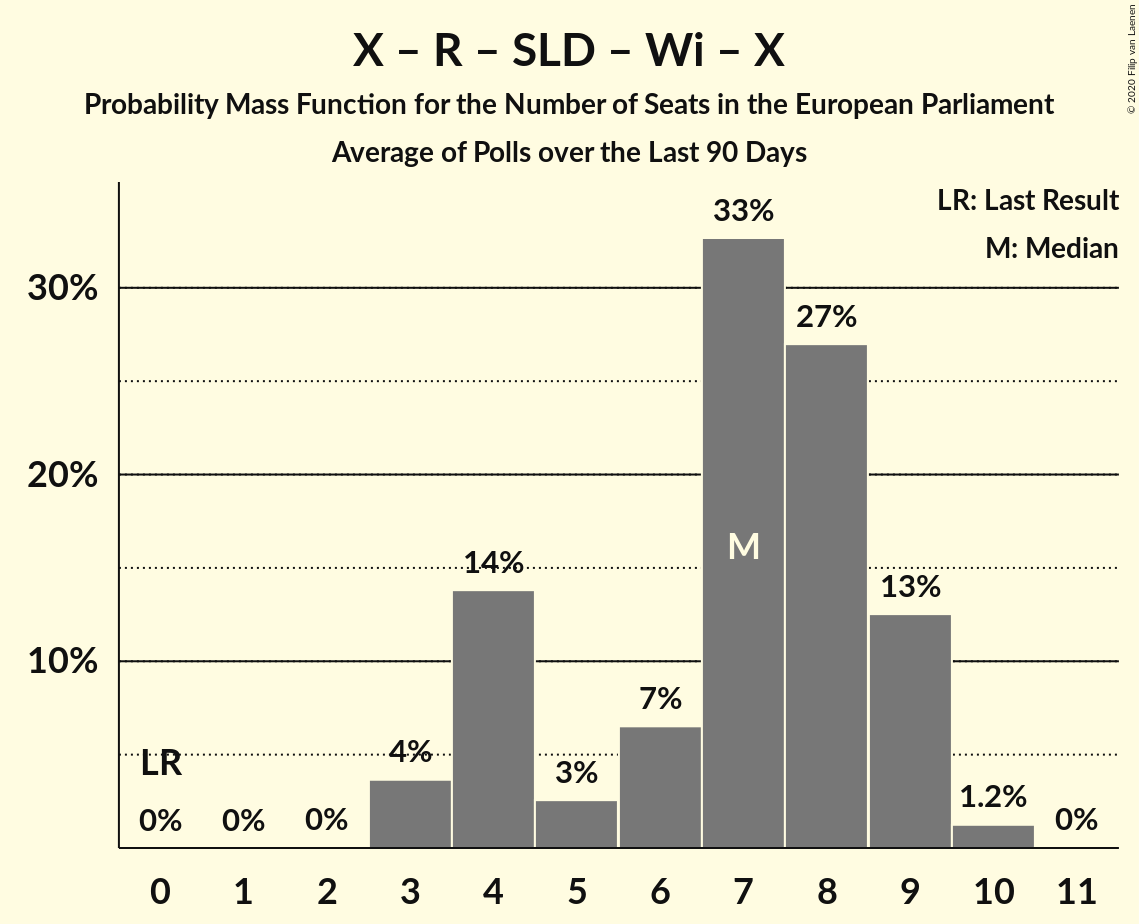 X – R – SLD – Wi – X
Probability Mass Function for the Number of Seats in the European Parliament
Average of Polls over the Last 90 Days
© 2020 Filip van Laenen
LR: Last Result
M: Median
33%
30%
27%
20%
M
14%
13%
10%
7%
LR
4%
3%
1.2%
0% 0% 0% 0%
0 1 2 3 4 5 6 7 8 9 10 11